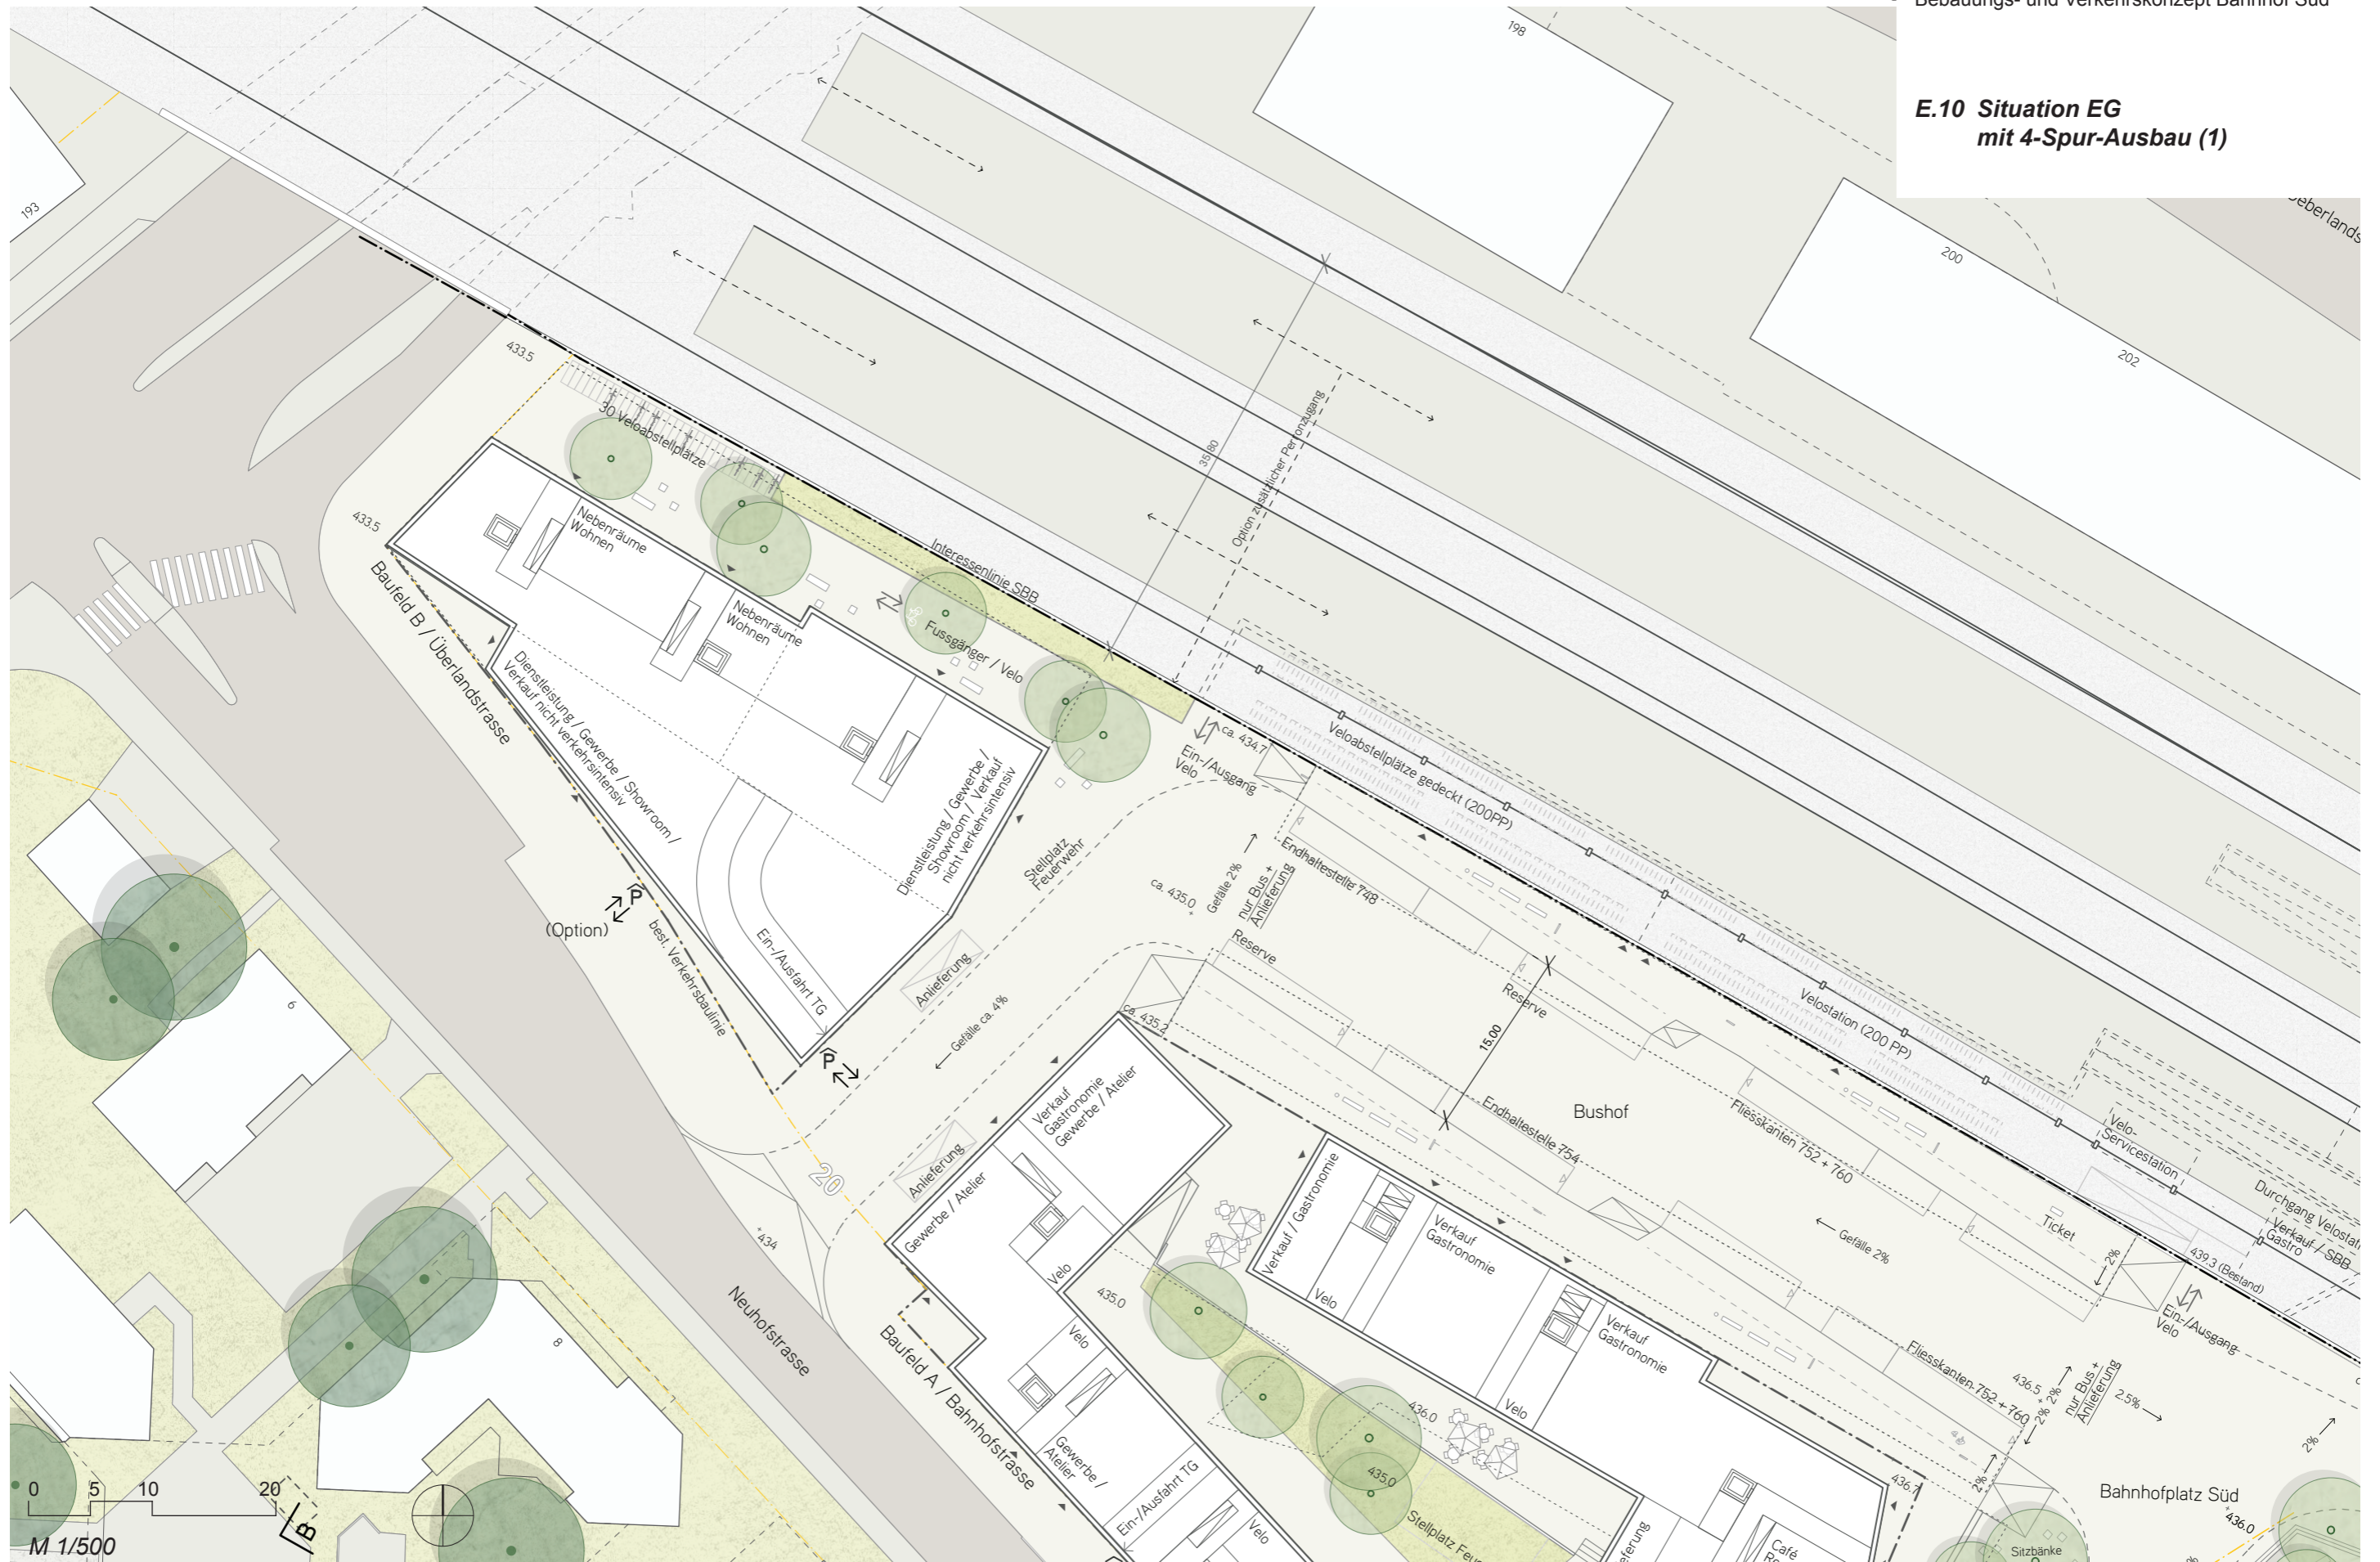 Bebauungs- und Verkehrskonzept Bahnhof Süd
E.10 Situation EG
mit 4-Spur-Ausbau (1)
198
193
200
202
433.5
30 Veloabstellplätze
433.5
Nebenräume
Wohnen
Nebenräume
Wohnen
Interessenlinie SBB
Fussgänger / Velo
35.80
Option zusätzlicher Perronzugang
Baufeld B / Überlandstrasse
Dienstleistung / Gewerbe / Showroom /
Verkauf nicht verkehrsintensiv
Dienstleistung / Gewerbe /
Showroom / Verkauf
nicht verkehrsintensiv
Ein-/Ausfahrt TG
P
(Option)
best. Verkehrsbaulinie
P
Stellplatz
Feuerwehr
Anlieferung
Gefälle ca. 4%
Anlieferung
Ein-/Ausgang
Velo
ca. 434.7
Veloabstellplätze gedeckt (200PP)
Endhaltestelle 748
ca. 435.0
Gefälle 2%
nur Bus +
Anlieferung
Reserve
Reserve
15.00
ca. 435.2
Velostation (200 PP)
Bushof
Endhaltestelle 754
Fliesskanten 752 + 760
Velo-
Servicestation
Durchgang
Verkauf / SBB
Gastro
439.3 (Bestand)
Ticket
Gefälle 2%
2%
Ein-/Ausgang
Velo
Verkauf
Gastronomie
Gewerbe / Atelier
Gewerbe / Atelier
Velo
Velo
Gewerbe /
Atelier
Ein-/Ausfahrt TG
Velo
20
434
Neuhofstrasse
Baufeld A / Bahnhofstrasse
435.0
Verkauf / Gastronomie
Velo
Verkauf
Gastronomie
Verkauf
Gastronomie
Velo
436.0
435.0
Fliesskanten 752 + 760
436.5
2%
2%
nur Bus +
Anlieferung
2.5%
2%
2%
436.7
Bahnhofplatz Süd
436.0
Sitzbänke
Café
6
8
0 5 10 20
M 1/500
B